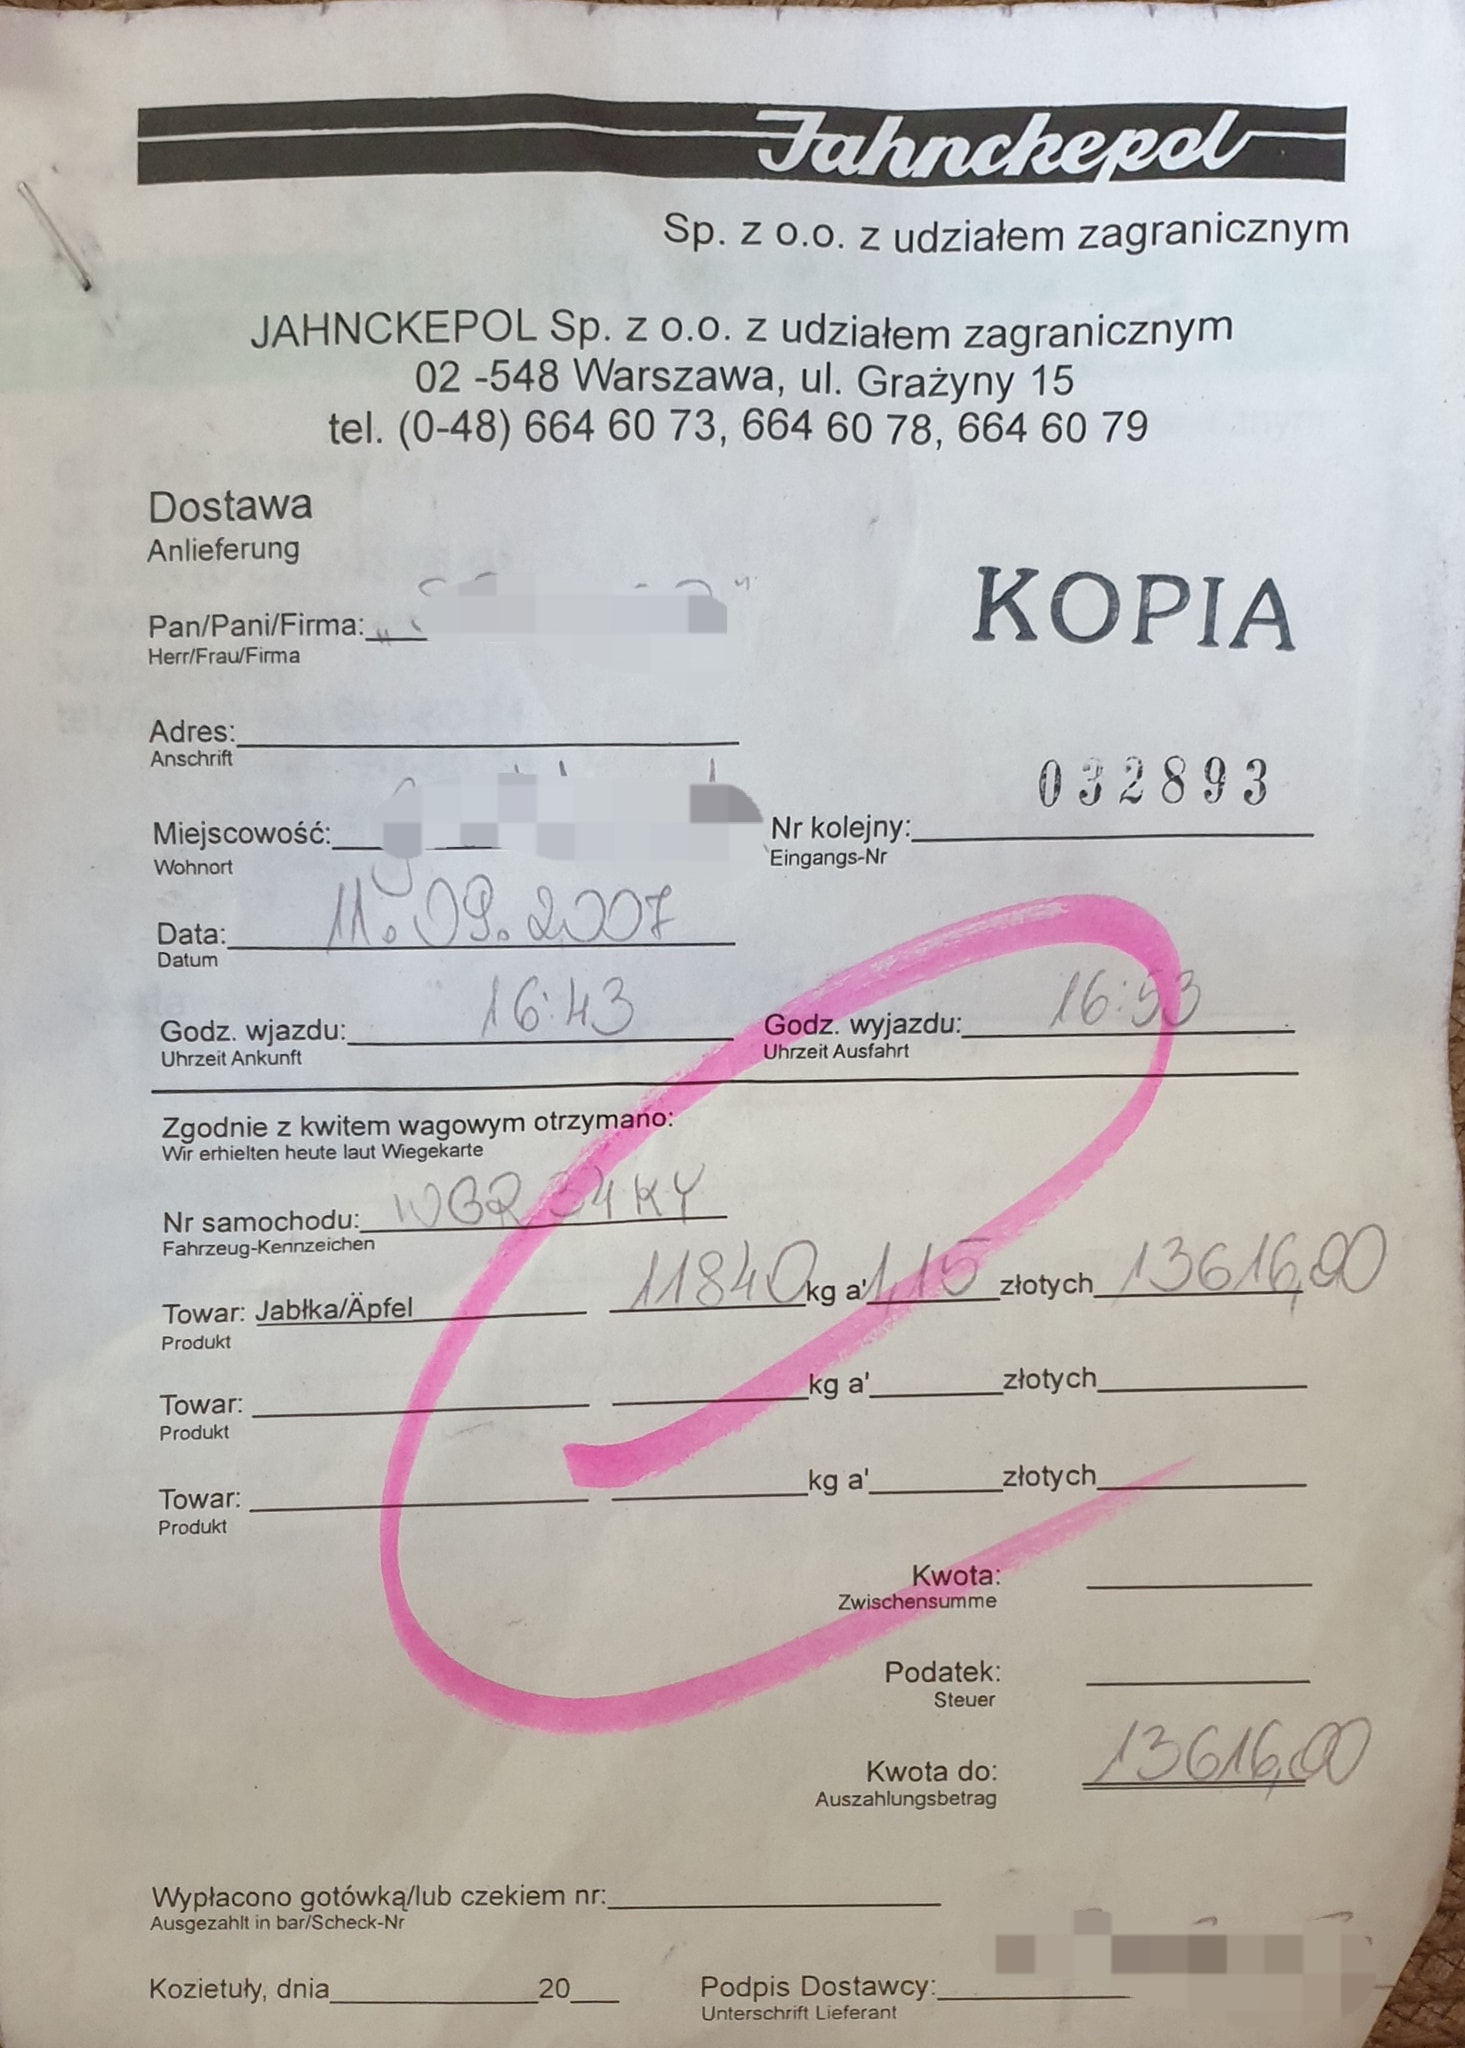 Jahnckepol
Sp. z o.o. z udziałem zagranicznym
JAHNCKEPOL Sp. z o.o. z udziałem zagranicznym
02 -548 Warszawa, ul. Grażyny 15
tel. (0-48) 664 60 73, 664 60 78, 664 60 79
Dostawa
Anlieferung
KOPIA
Pan/Pani/Firma:
Herr/Frau/Firma
Adres:
Anschrift
032893
Miejscowość: Nr kolejny:
Wohnort Eingangs-Nr
Data: 11.09.2007
Datum
Godz. wjazdu: 16:43 Godz. wyjazdu: 16:53
Uhrzeit Ankunft Uhrzeit Ausfahrt
Zgodnie z kwitem wagowym otrzymano:
Wir erhielten heute laut Wiegekarte
Nr samochodu: WGR 34KY
Fahrzeug-Kennzeichen
Towar: Jabłka/Äpfel 11840 kg a' 1,15 złotych 13616,00
Produkt
Towar: kg a' złotych
Produkt
Towar: kg a' złotych
Produkt
Kwota:
Zwischensumme
Podatek:
Steuer
Kwota do: 13616,00
Auszahlungsbetrag
Wypłacono gotówką/lub czekiem nr:
Ausgezahlt in bar/Scheck-Nr
Kozietuły, dnia 20 Podpis Dostawcy:
Unterschrift Lieferant